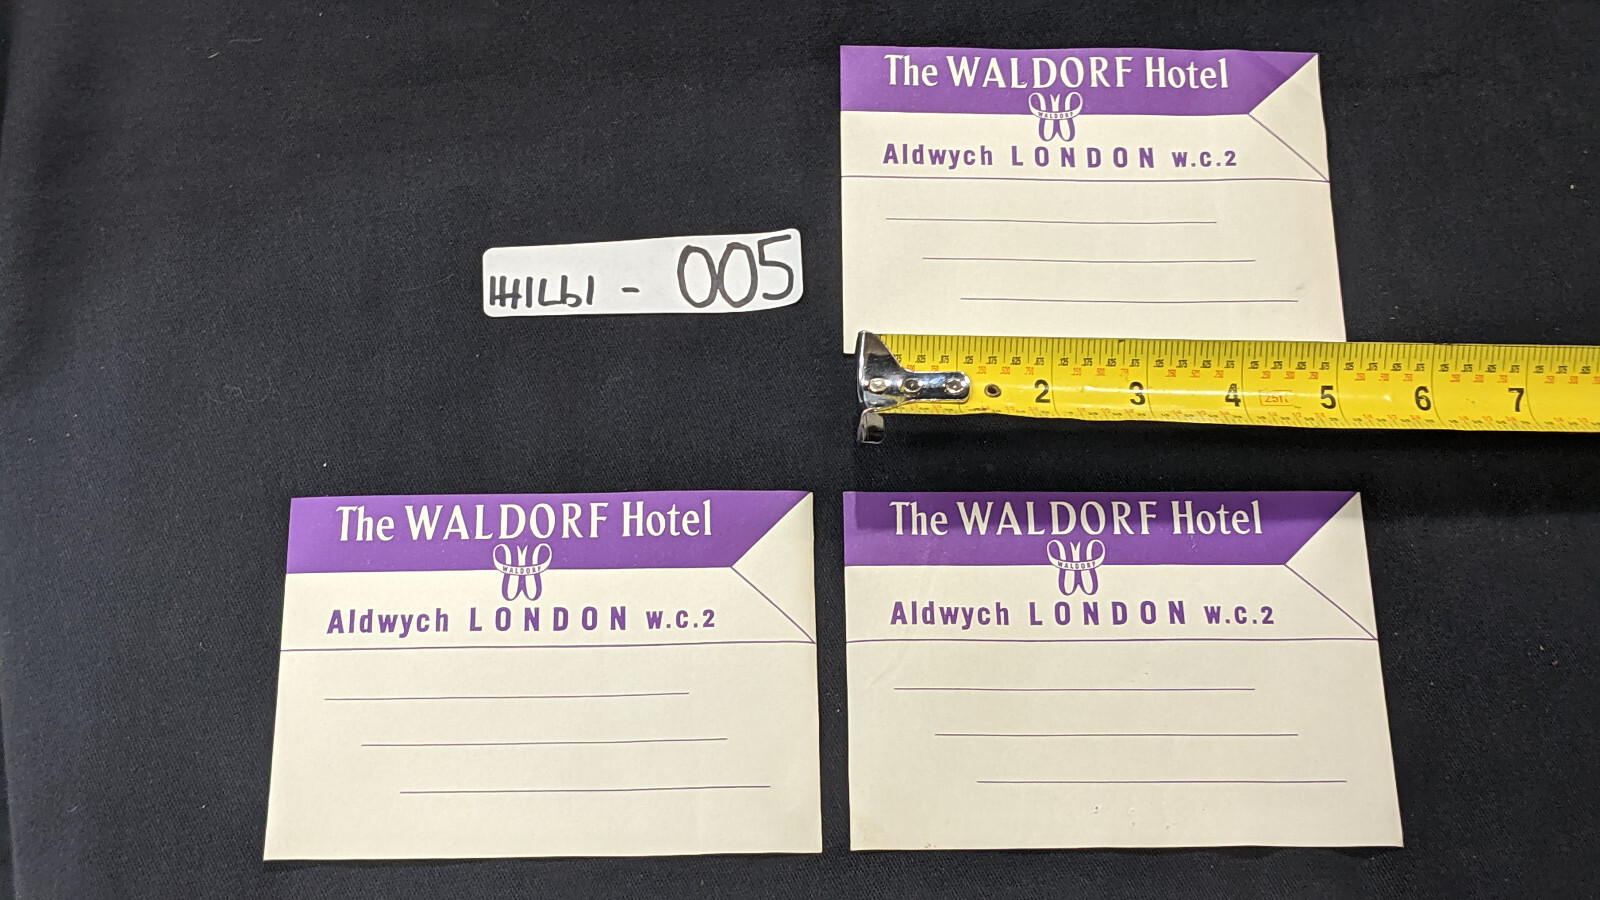 The WALDORF Hotel
WALDORF
Aldwych LONDON W.C.2
005
2 3 4 25ft 5 6 7
The WALDORF Hotel
WALDORF
Aldwych LONDON W.C.2
The WALDORF Hotel
WALDORF
Aldwych LONDON W.C.2